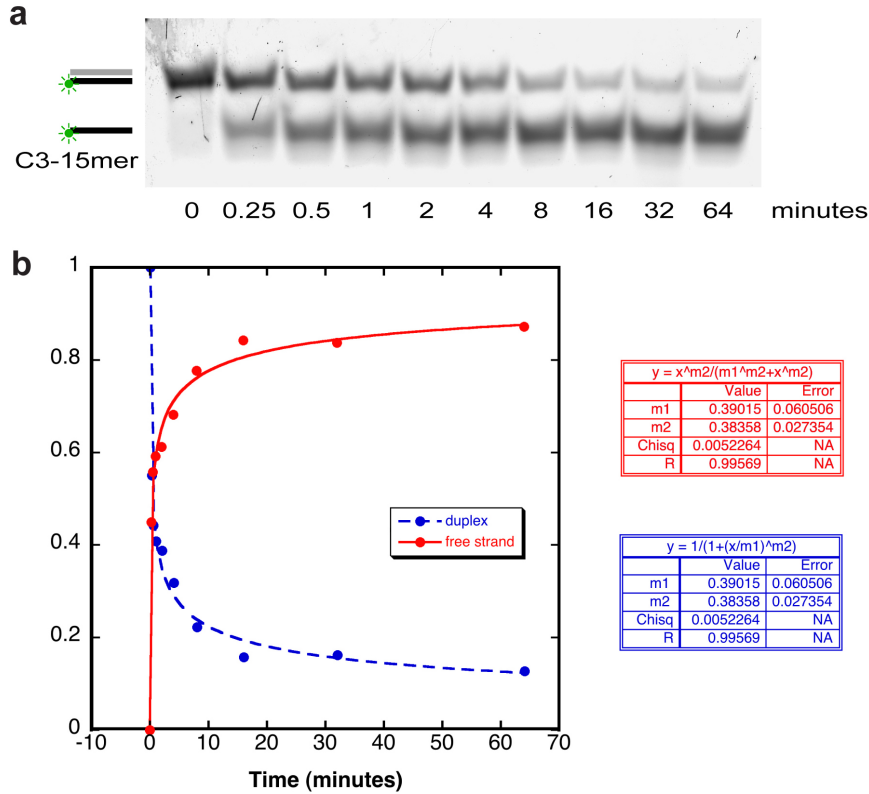 a
C3-15mer
0 0.25 0.5 1 2 4 8 16 32 64 minutes
b
1
0.8
0.6
0.4
0.2
0
-10 0 10 20 30 40 50 60 70
Time (minutes)
duplex
free strand
y = x^m2/(m1^m2+x^m2)
Value Error
m1 0.39015 0.060506
m2 0.38358 0.027354
Chisq 0.0052264 NA
R 0.99569 NA
y = 1/(1+(x/m1)^m2)
Value Error
m1 0.39015 0.060506
m2 0.38358 0.027354
Chisq 0.0052264 NA
R 0.99569 NA